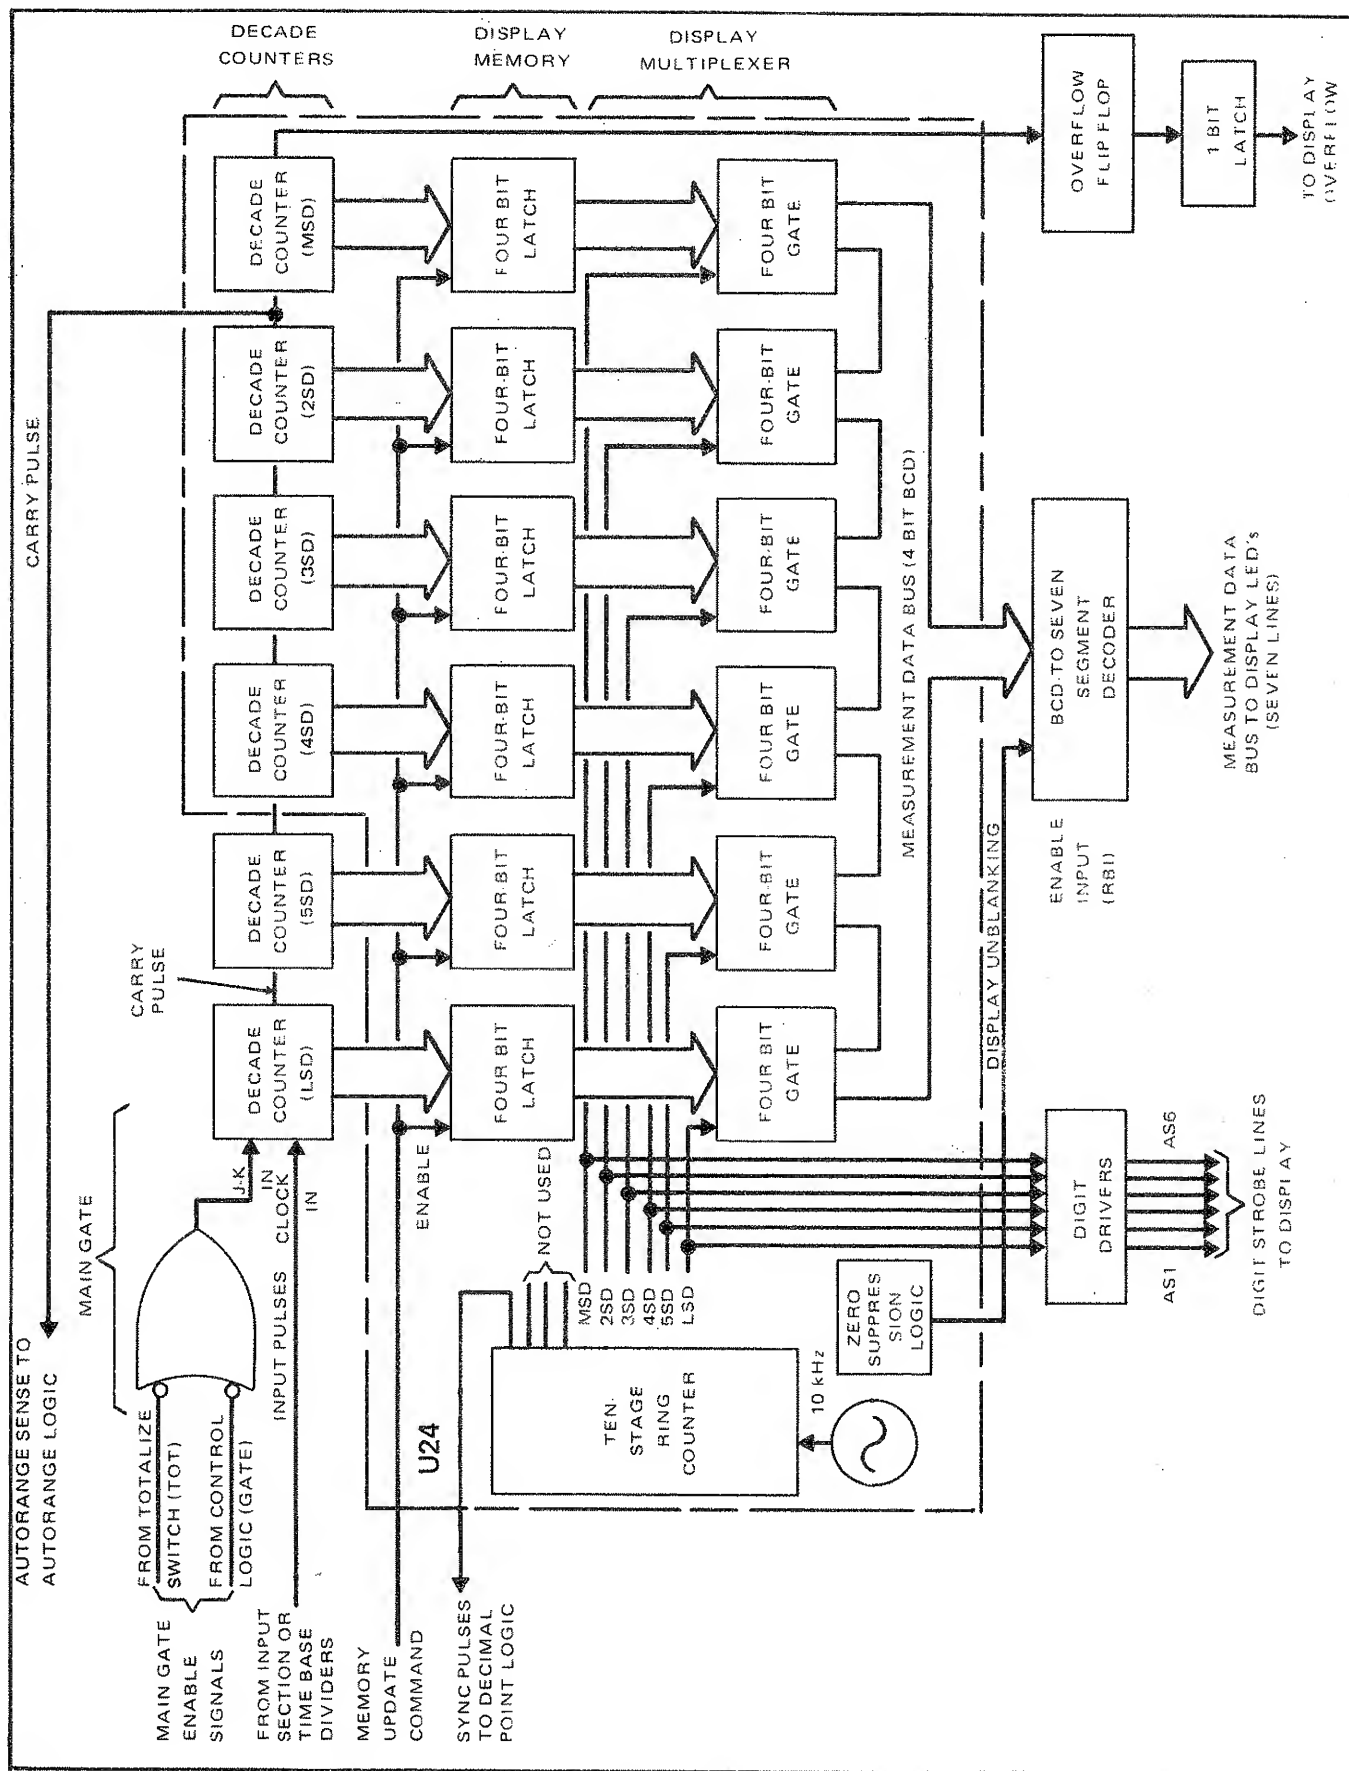 AUTORANGE SENSE TO
AUTORANGE LOGIC
CARRY PULSE
MAIN GATE
FROM TOTALIZE
SWITCH (TOT)
FROM CONTROL
LOGIC (GATE)
MAIN GATE
ENABLE
SIGNALS
FROM INPUT
SECTION OR
TIME BASE
DIVIDERS
INPUT PULSES
J-K
IN
CLOCK
IN
CARRY
PULSE
DECADE
COUNTERS
DECADE
COUNTER
(LSD)
DECADE
COUNTER
(5SD)
DECADE
COUNTER
(4SD)
DECADE
COUNTER
(3SD)
DECADE
COUNTER
(2SD)
DECADE
COUNTER
(MSD)
MEMORY
UPDATE
COMMAND
ENABLE
DISPLAY
MEMORY
FOUR BIT
LATCH
FOUR-BIT
LATCH
FOUR-BIT
LATCH
FOUR-BIT
LATCH
FOUR-BIT
LATCH
FOUR BIT
LATCH
SYNC PULSES
TO DECIMAL
POINT LOGIC
U24
NOT USED
MSD
2SD
3SD
4SD
5SD
LSD
TEN-
STAGE
RING
COUNTER
10 kHz
DISPLAY
MULTIPLEXER
FOUR BIT
GATE
FOUR-BIT
GATE
FOUR BIT
GATE
FOUR-BIT
GATE
FOUR-BIT
GATE
FOUR BIT
GATE
MEASUREMENT DATA BUS (4 BIT BCD)
ZERO
SUPPRES
SION
LOGIC
DISPLAY UNBLANKING
DIGIT
DRIVERS
AS1
AS6
DIGIT STROBE LINES
TO DISPLAY
ENABLE
INPUT
(RBI)
BCD-TO SEVEN
SEGMENT
DECODER
MEASUREMENT DATA
BUS TO DISPLAY LED's
(SEVEN LINES)
OVERFLOW
FLIP FLOP
1 BIT
LATCH
TO DISPLAY
(OVERFLOW